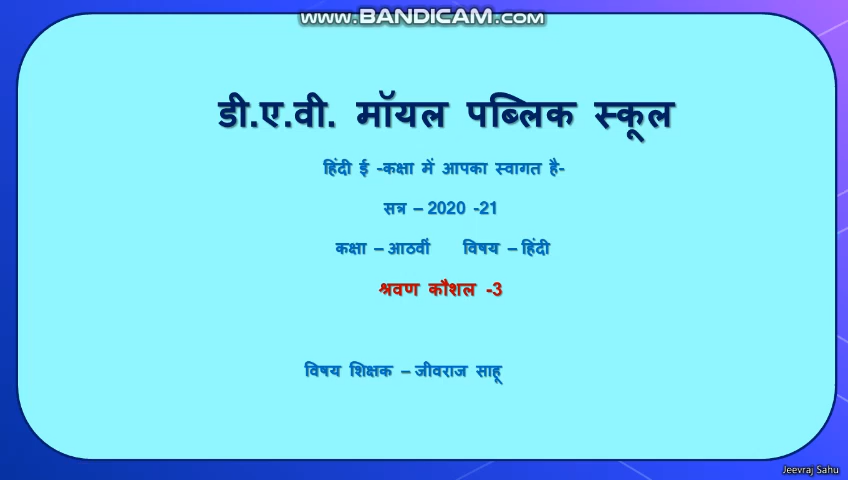 www.BANDICAM.com
डी.ए.वी. मॉयल पब्लिक स्कूल
हिंदी ई -कक्षा में आपका स्वागत है-
सत्र – 2020 -21
कक्षा – आठवीं विषय – हिंदी
श्रवण कौशल -3
विषय शिक्षक – जीवराज साहू
Jeevraj Sahu